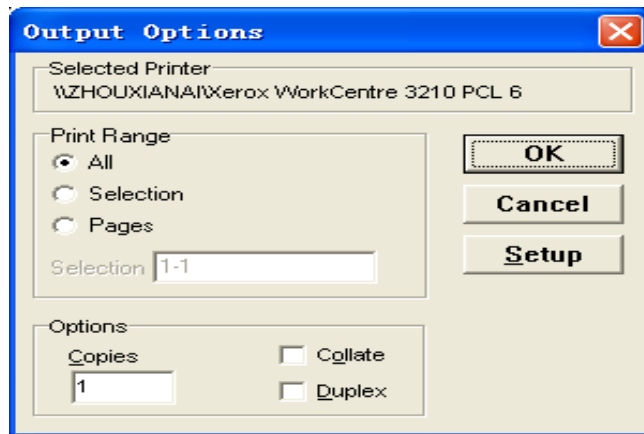 Output Options
Selected Printer
\\ZHOUXIANAI\Xerox WorkCentre 3210 PCL 6
Print Range
All
Selection
Pages
Selection 1-1
OK
Cancel
Setup
Options
Copies
1
Collate
Duplex